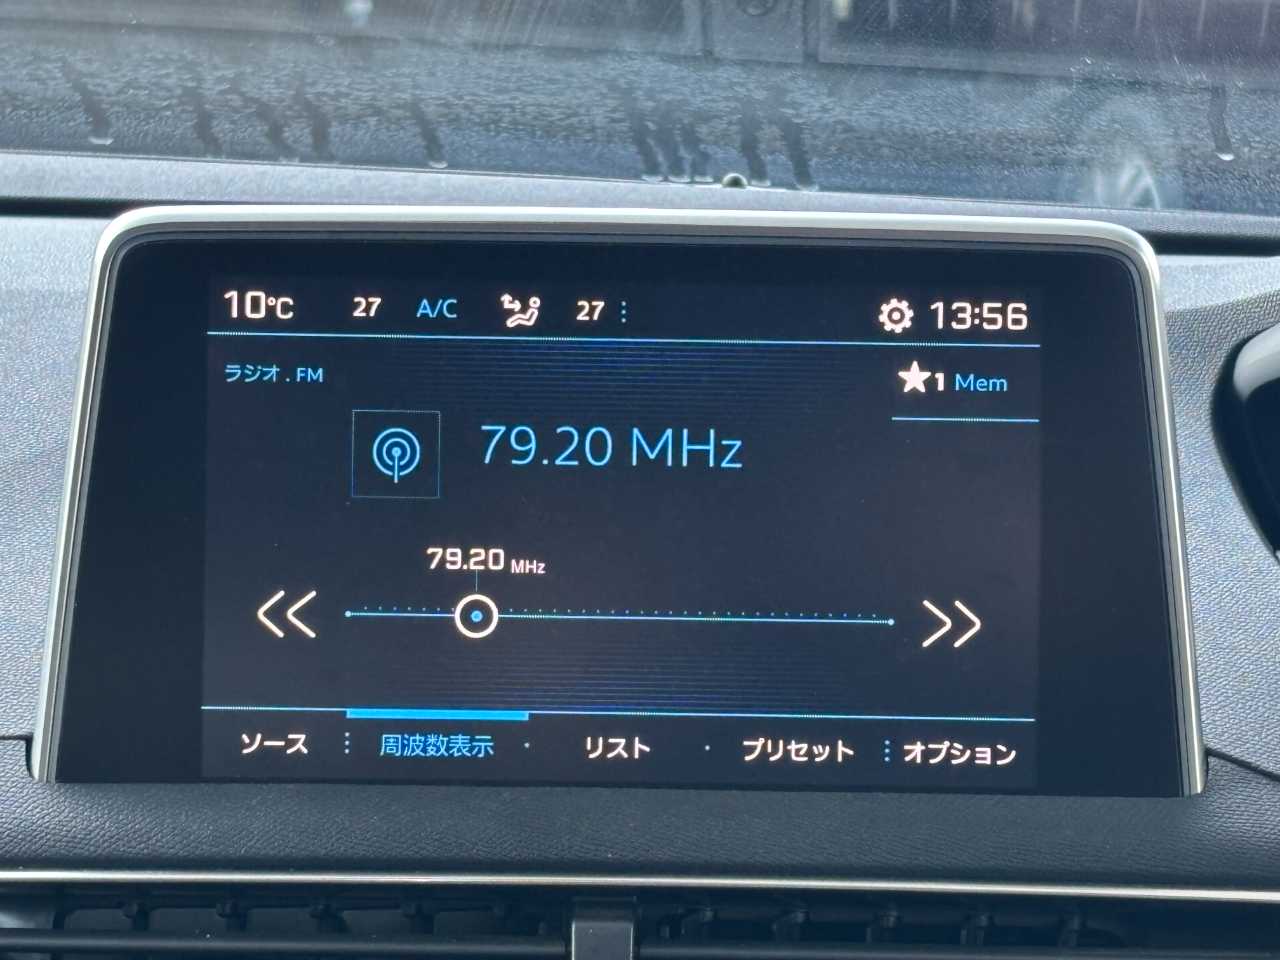 10℃ 27 A/C 27 13:56
ラジオ . FM
1 Mem
79.20 MHz
79.20 MHz
ソース 周波数表示 リスト プリセット オプション